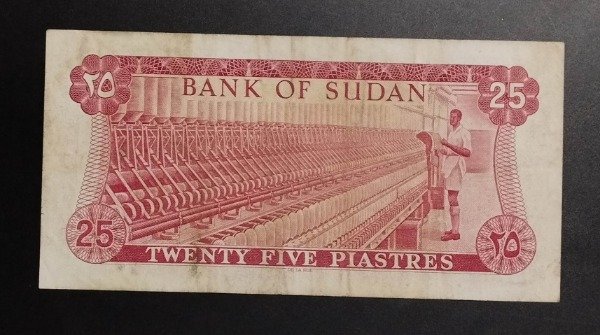 ٢٥
BANK OF SUDAN
25
25
TWENTY FIVE PIASTRES
٢٥